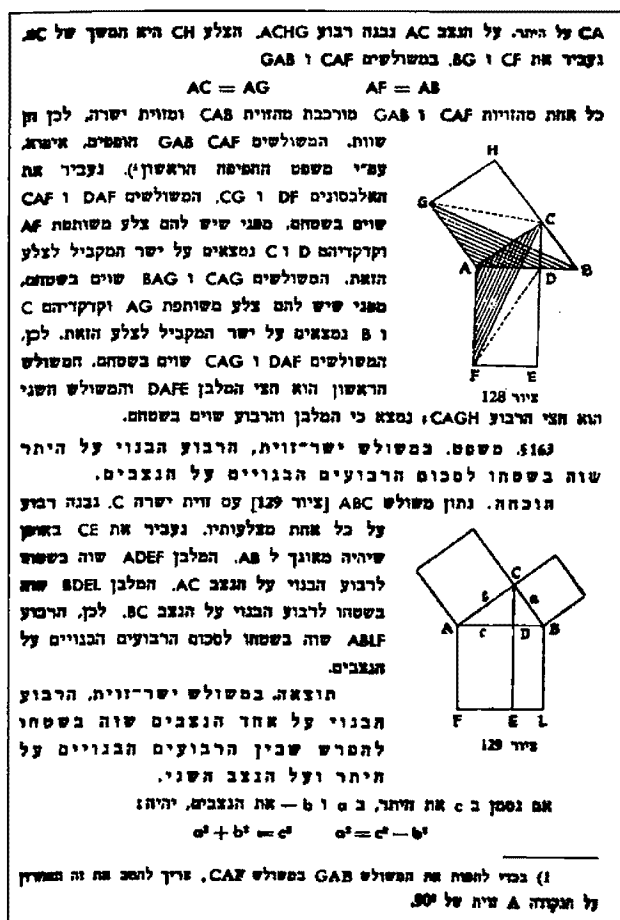 CA על היתר. על הנצב AC נבנה רבוע ACHG, הצלע CH היא המשך של BC,
נעביר את CF ו BG. במשולשים CAF ו GAB
AC = AG AF = AB
כל אחת מהזויות CAF ו GAB מורכבת מהזוית CAB ומזוית ישרה, לכן הן
שוות. המשולשים GAB CAF חופפים, איפוא,
עפ״י משפט החפיפה הראשון¹). נעביר את
האלכסונים DF ו CG. המשולשים DAF ו CAF
שוים בשטחם, מפני שיש להם צלע משותפת AF
וקדקדיהם D ו C נמצאים על ישר המקביל לצלע
הזאת. המשולשים CAG ו BAG שוים בשטחם,
מפני שיש להם צלע משותפת AG וקדקדיהם C
ו B נמצאים על ישר המקביל לצלע הזאת. לכן,
המשולשים DAF ו CAG שוים בשטחם. המשולש
הראשון הוא חצי המלבן DAFE והמשולש השני
הוא חצי הרבוע CAGH; נמצא כי המלבן והרבוע שוים בשטחם.
H
G
C
A
D
B
F
E
ציור 128
§163. משפט. במשולש ישר־זוית, הרבוע הבנוי על היתר
שוה בשטחו לסכום הרבועים הבנויים על הנצבים.
הוכחה. נתון משולש ABC [ציור 129] עם זוית ישרה C. נבנה רבוע
על כל אחת מצלעותיו. נעביר את CE באופן
שיהיה מאונך ל AB. המלבן ADEF שוה בשטחו
לרבוע הבנוי על הנצב AC. המלבן BDEL שוה
בשטחו לרבוע הבנוי על הנצב BC. לכן, הרבוע
ABLF שוה בשטחו לסכום הרבועים הבנויים על
הנצבים.
C
b
a
A
c
D
B
F
E
L
ציור 129
תוצאה. במשולש ישר־זוית, הרבוע
הבנוי על אחד הנצבים שוה בשטחו
להפרש שבין הרבועים הבנויים על
היתר ועל הנצב השני.
אם נסמן ב c את היתר, ב a ו b — את הנצבים, יהיה:
a² + b² = c² a² = c² — b²
1) בכדי לחפות את המשולש GAB במשולש CAF, צריך לסבב את זה האחרון
על הנקודה A זוית של 90°.